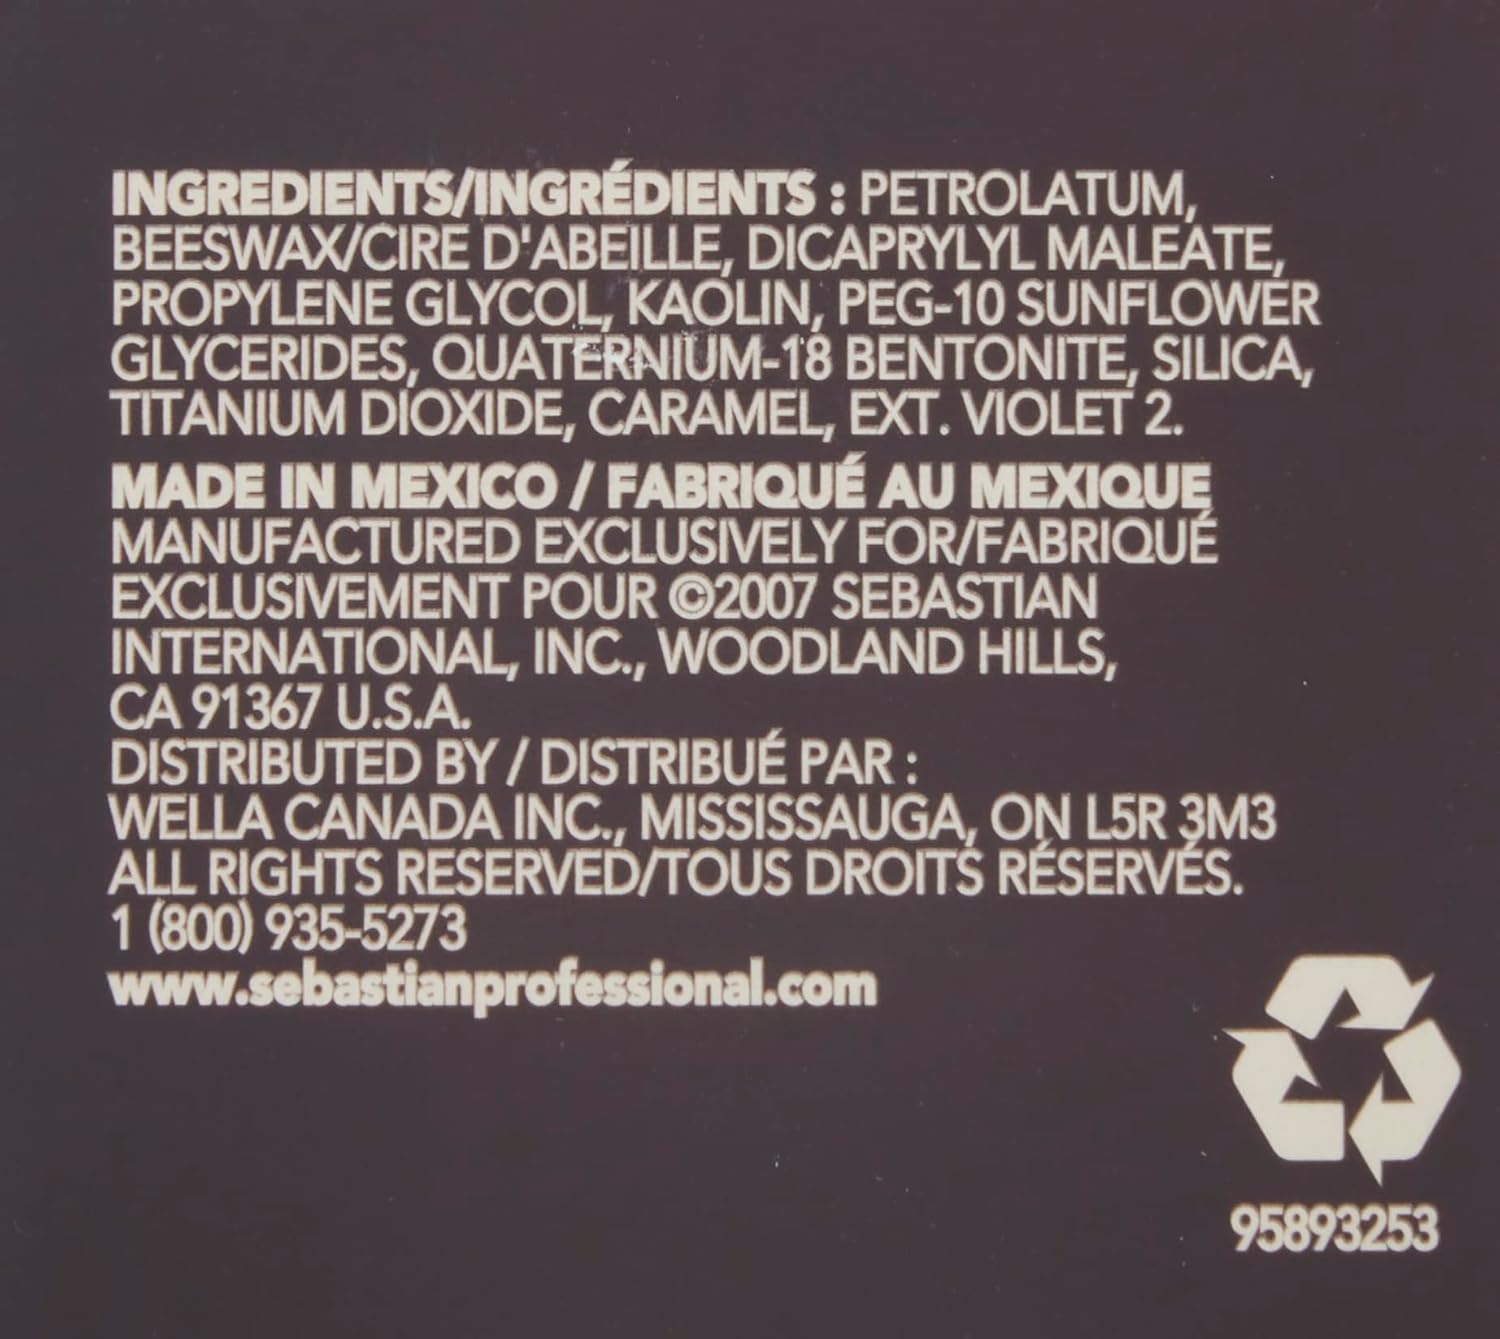 INGREDIENTS/INGRÉDIENTS : PETROLATUM,
BEESWAX/CIRE D'ABEILLE, DICAPRYLYL MALEATE,
PROPYLENE GLYCOL, KAOLIN, PEG-10 SUNFLOWER
GLYCERIDES, QUATERNIUM-18 BENTONITE, SILICA,
TITANIUM DIOXIDE, CARAMEL, EXT. VIOLET 2.
MADE IN MEXICO / FABRIQUÉ AU MEXIQUE
MANUFACTURED EXCLUSIVELY FOR/FABRIQUÉ
EXCLUSIVEMENT POUR ©2007 SEBASTIAN
INTERNATIONAL, INC., WOODLAND HILLS,
CA 91367 U.S.A.
DISTRIBUTED BY / DISTRIBUÉ PAR :
WELLA CANADA INC., MISSISSAUGA, ON L5R 3M3
ALL RIGHTS RESERVED/TOUS DROITS RÉSERVÉS.
1 (800) 935-5273
www.sebastianprofessional.com
95893253